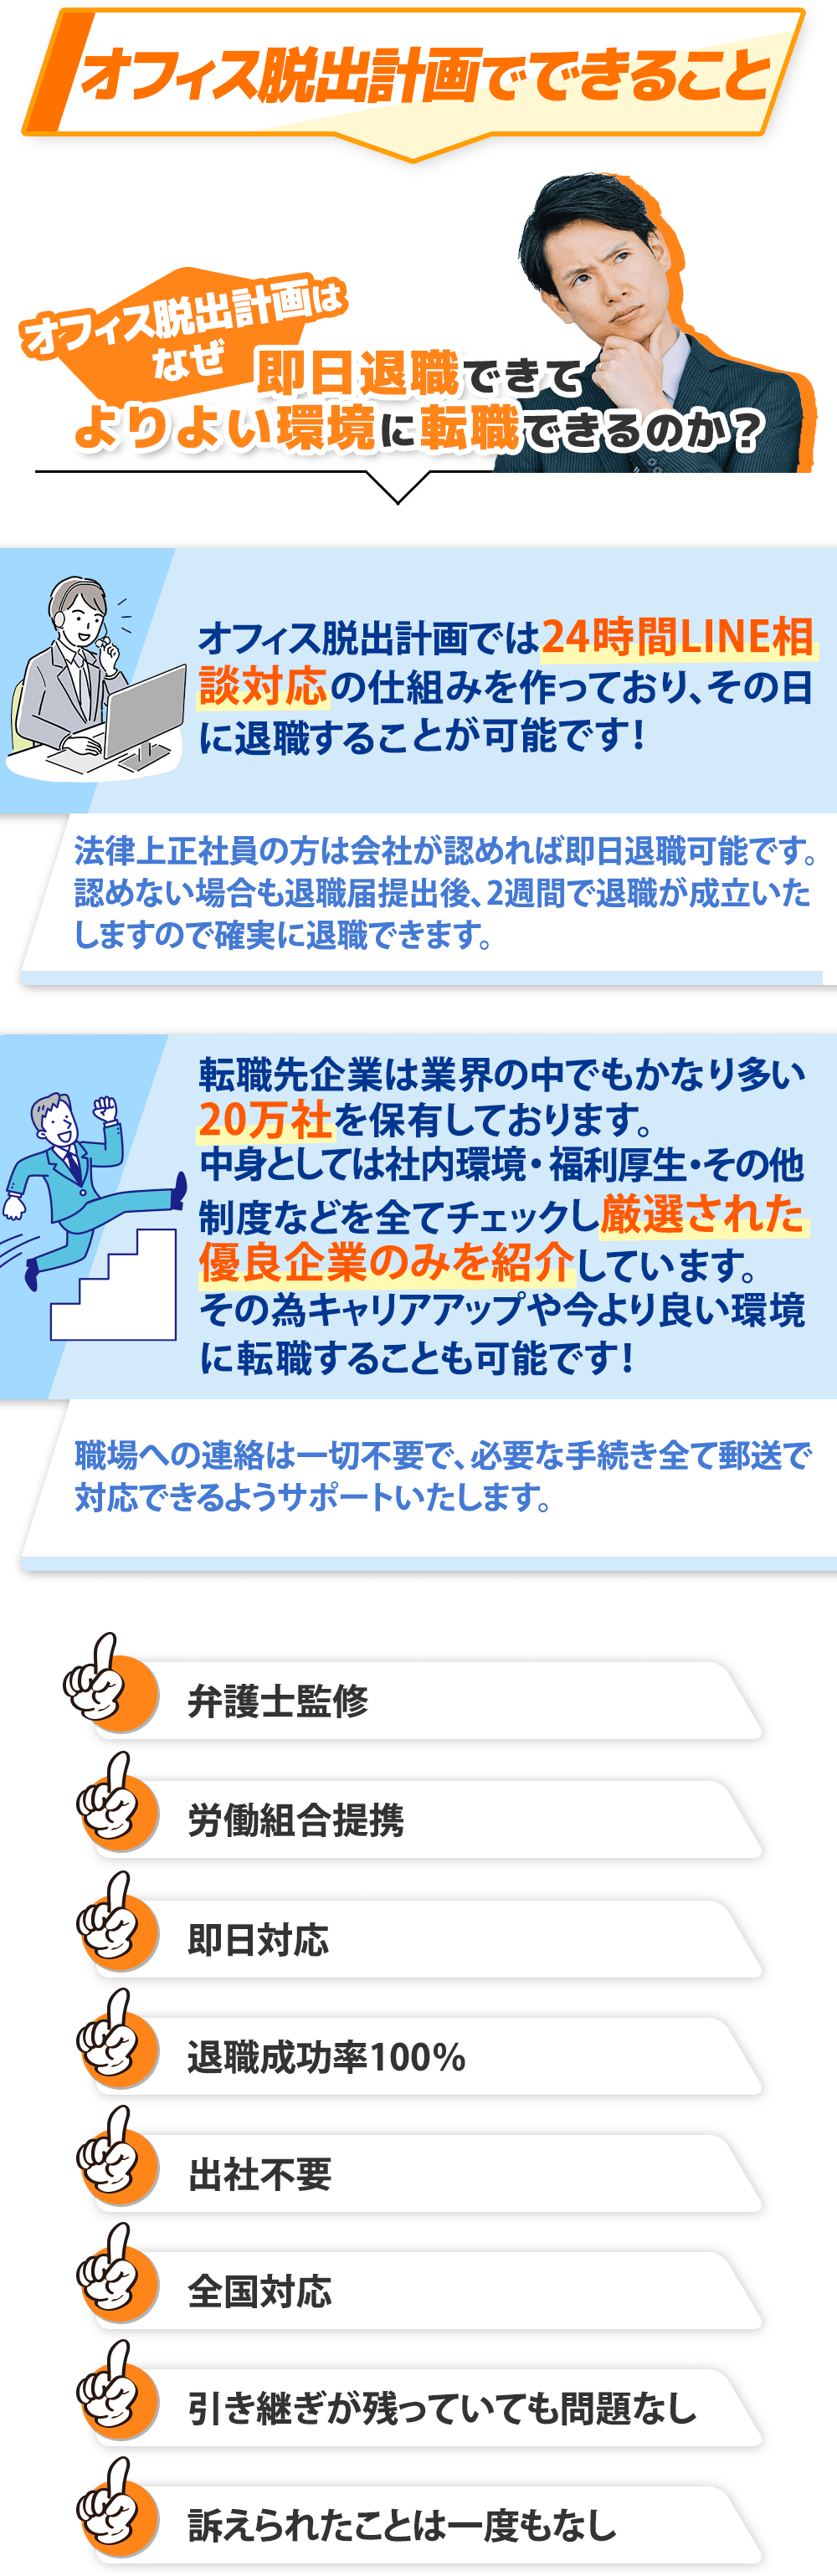 オフィス脱出計画でできること
オフィス脱出計画は
なぜ
即日退職できて
よりよい環境に転職できるのか？
オフィス脱出計画では24時間LINE相
談対応の仕組みを作っており、その日
に退職することが可能です！
法律上正社員の方は会社が認めれば即日退職可能です。
認めない場合も退職届提出後、2週間で退職が成立いた
しますので確実に退職できます。
転職先企業は業界の中でもかなり多い
20万社を保有しております。
中身としては社内環境・福利厚生・その他
制度などを全てチェックし厳選された
優良企業のみを紹介しています。
その為キャリアアップや今より良い環境
に転職することも可能です！
職場への連絡は一切不要で、必要な手続き全て郵送で
対応できるようサポートいたします。
弁護士監修
労働組合提携
即日対応
退職成功率100%
出社不要
全国対応
引き継ぎが残っていても問題なし
訴えられたことは一度もなし